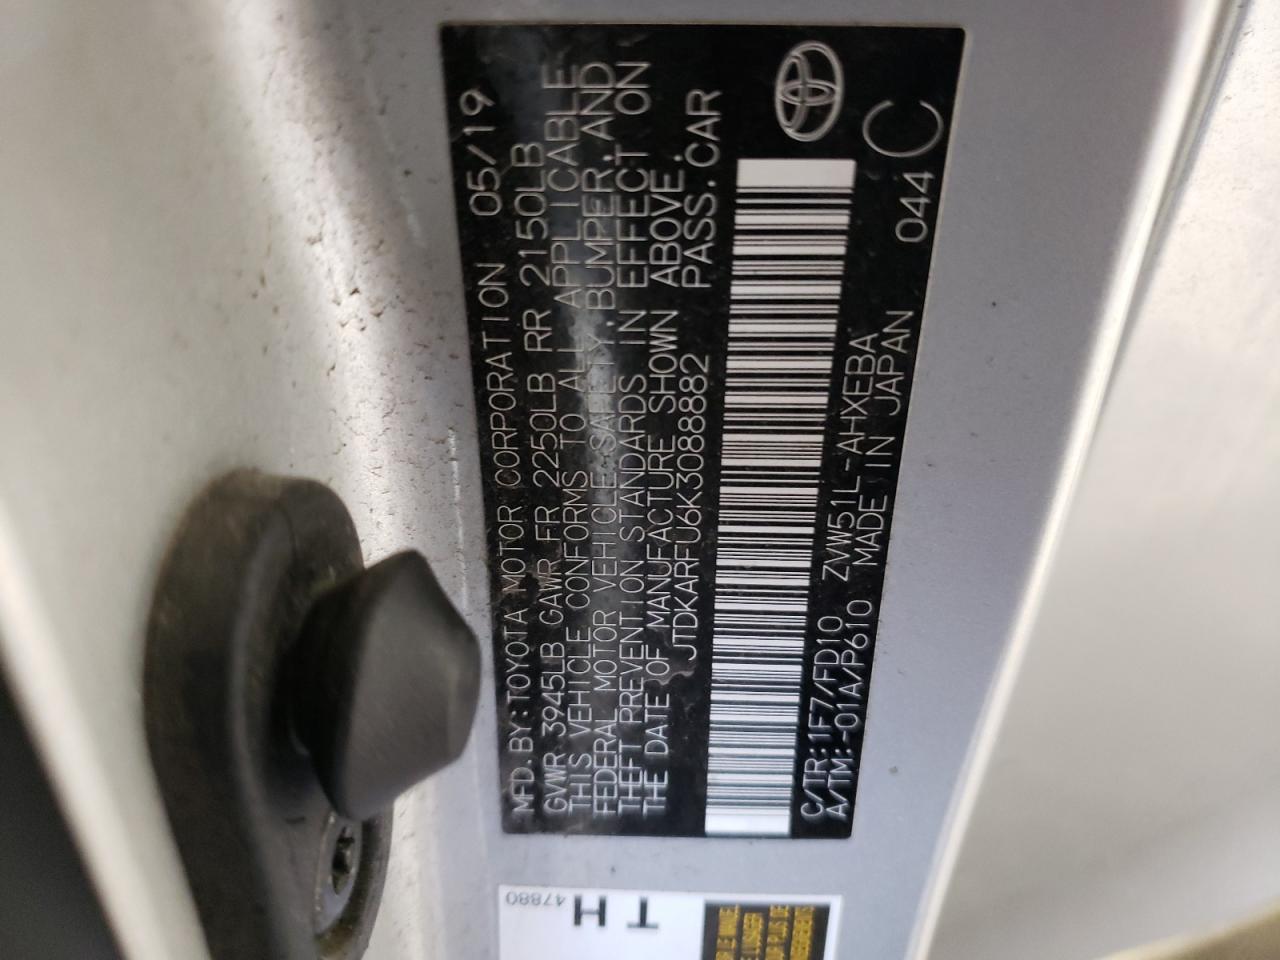 MFD.BY:TOYOTA MOTOR CORPORATION 05/19
GVWR 3945LB GAWR FR 2250LB RR 2150LB
THIS VEHICLE CONFORMS TO ALL APPLICABLE
FEDERAL MOTOR VEHICLE SAFETY, BUMPER, AND
THEFT PREVENTION STANDARDS IN EFFECT ON
THE DATE OF MANUFACTURE SHOWN ABOVE.
JTDKARFU6K3088882 PASS.CAR
C/TR:1F7/FD10 ZVW51L-AHXEBA 044 C
A/TM:-01A/P610 MADE IN JAPAN
TH
47880